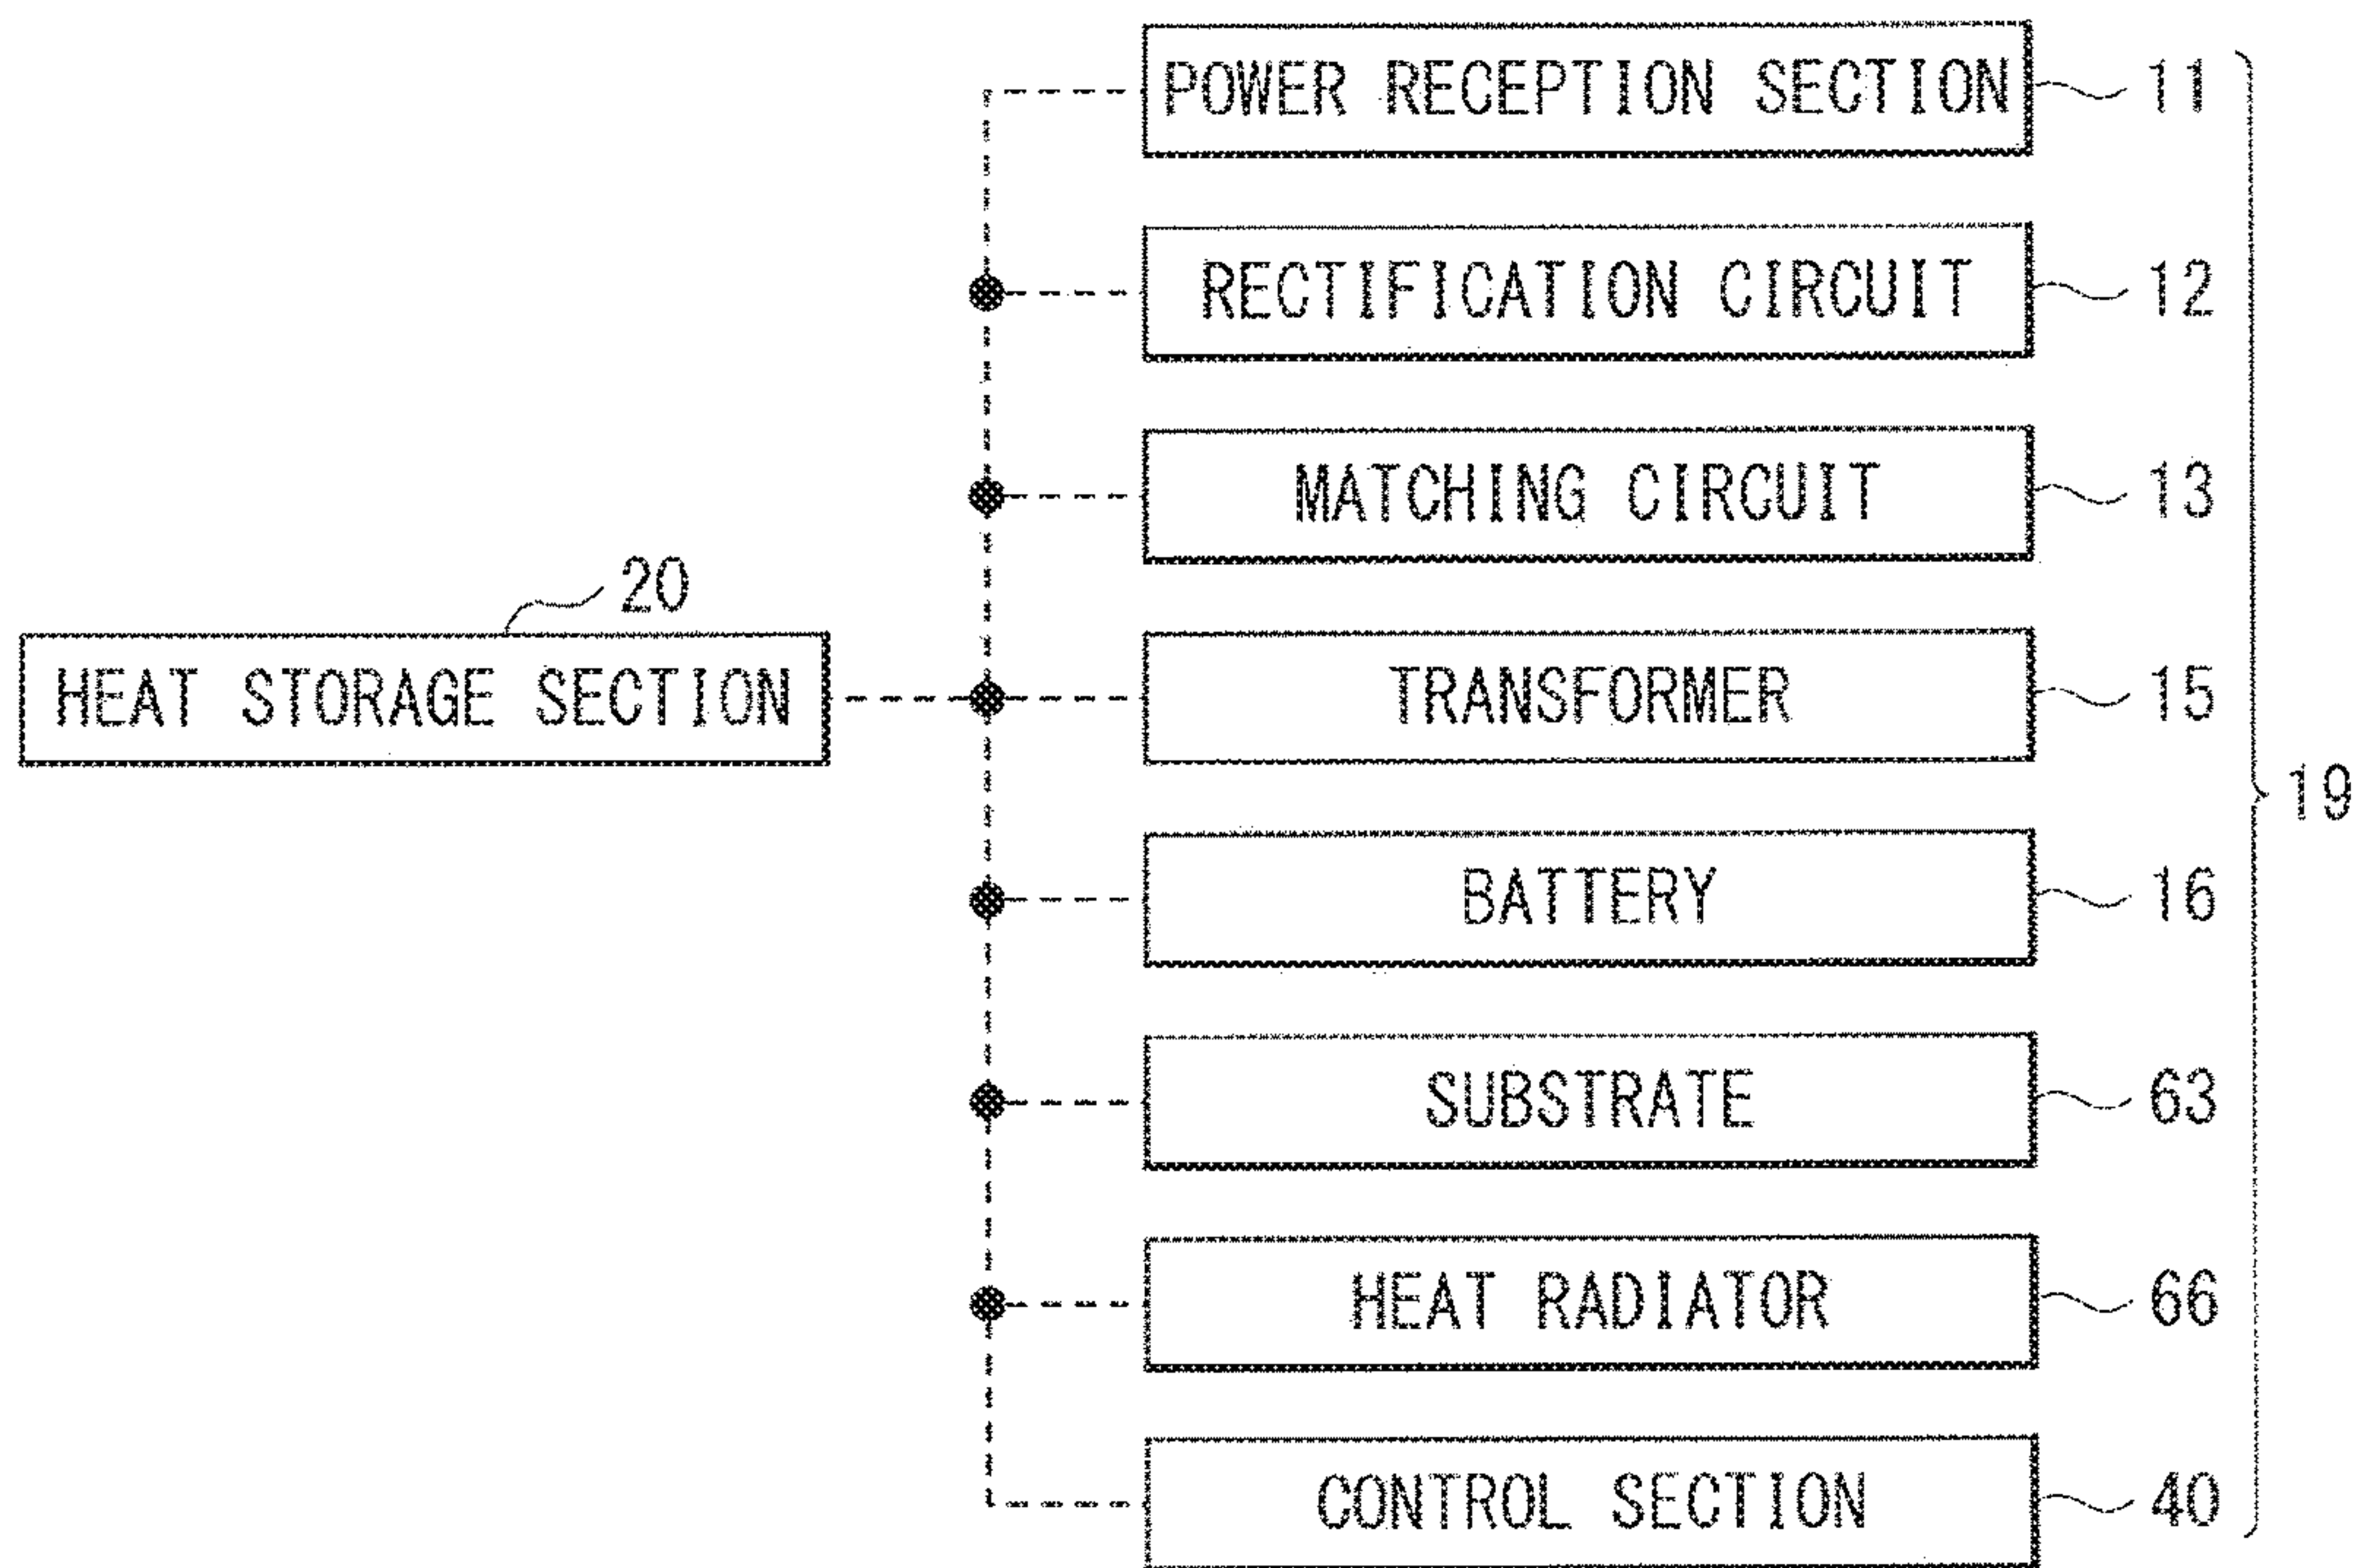 POWER RECEPTION SECTION 11
RECTIFICATION CIRCUIT 12
MATCHING CIRCUIT 13
20
HEAT STORAGE SECTION
TRANSFORMER 15
19
BATTERY 16
SUBSTRATE 63
HEAT RADIATOR 66
CONTROL SECTION 40